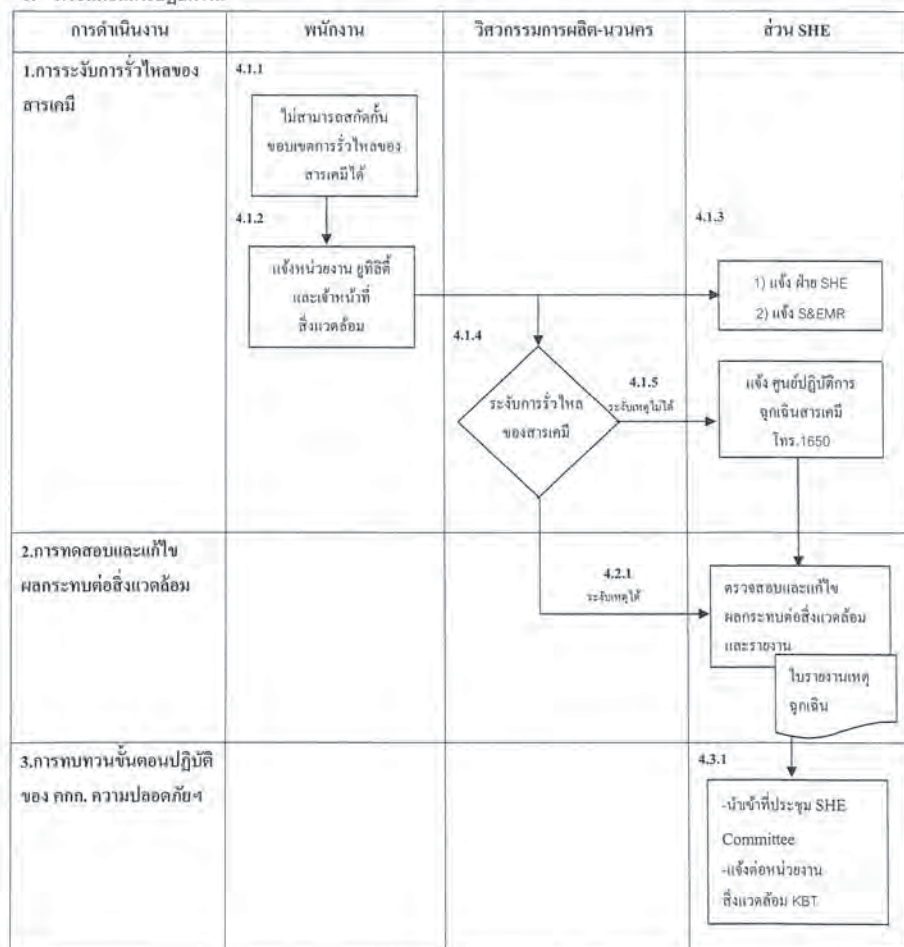 การดำเนินงาน
พนักงาน
วิศวกรรมการผลิต-นวนคร
ส่วน SHE
1.การระงับการรั่วไหลของ
สารเคมี
4.1.1
ไม่สามารถสกัดกั้น
ขอบเขตการรั่วไหลของ
สารเคมีได้
4.1.2
แจ้งหน่วยงาน ยูทิลิตี้
และเจ้าหน้าที่
สิ่งแวดล้อม
4.1.3
1) แจ้ง ฝ่าย SHE
2) แจ้ง S&EMR
4.1.4
ระงับการรั่วไหล
ของสารเคมี
4.1.5
ระงับเหตุไม่ได้
แจ้ง ศูนย์ปฏิบัติการ
ฉุกเฉินสารเคมี
โทร.1650
2.การทดสอบและแก้ไข
ผลกระทบต่อสิ่งแวดล้อม
4.2.1
ระงับเหตุได้
ตรวจสอบและแก้ไข
ผลกระทบต่อสิ่งแวดล้อม
และรายงาน
ใบรายงานเหตุ
ฉุกเฉิน
3.การทบทวนขั้นตอนปฏิบัติ
ของ คกก. ความปลอดภัยฯ
4.3.1
-นำเข้าที่ประชุม SHE
Committee
-แจ้งต่อหน่วยงาน
สิ่งแวดล้อม KBT